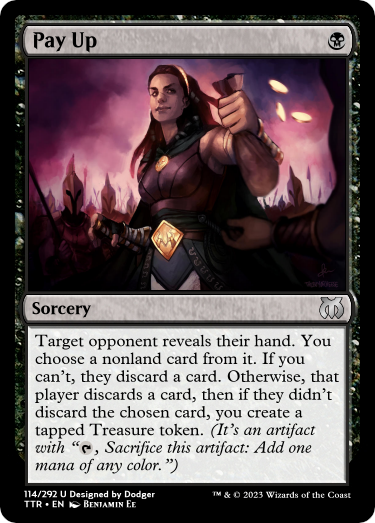 Pay Up
Sorcery
Target opponent reveals their hand. You
choose a nonland card from it. If you
can't, they discard a card. Otherwise, that
player discards a card, then if they didn't
discard the chosen card, you create a
tapped Treasure token. (It's an artifact
with “, Sacrifice this artifact: Add one
mana of any color.”)
114/292 U Designed by Dodger
™ & © 2023 Wizards of the Coast
TTR • EN Benjamin Ee